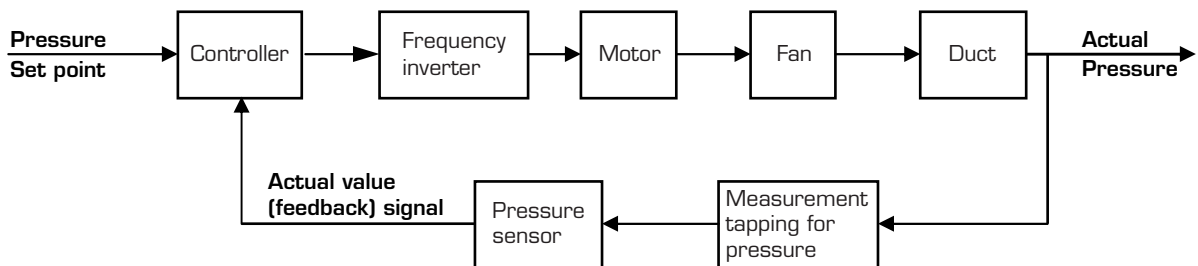 Pressure
Set point
Controller
Frequency
inverter
Motor
Fan
Duct
Actual
Pressure
Actual value
(feedback) signal
Pressure
sensor
Measurement
tapping for
pressure